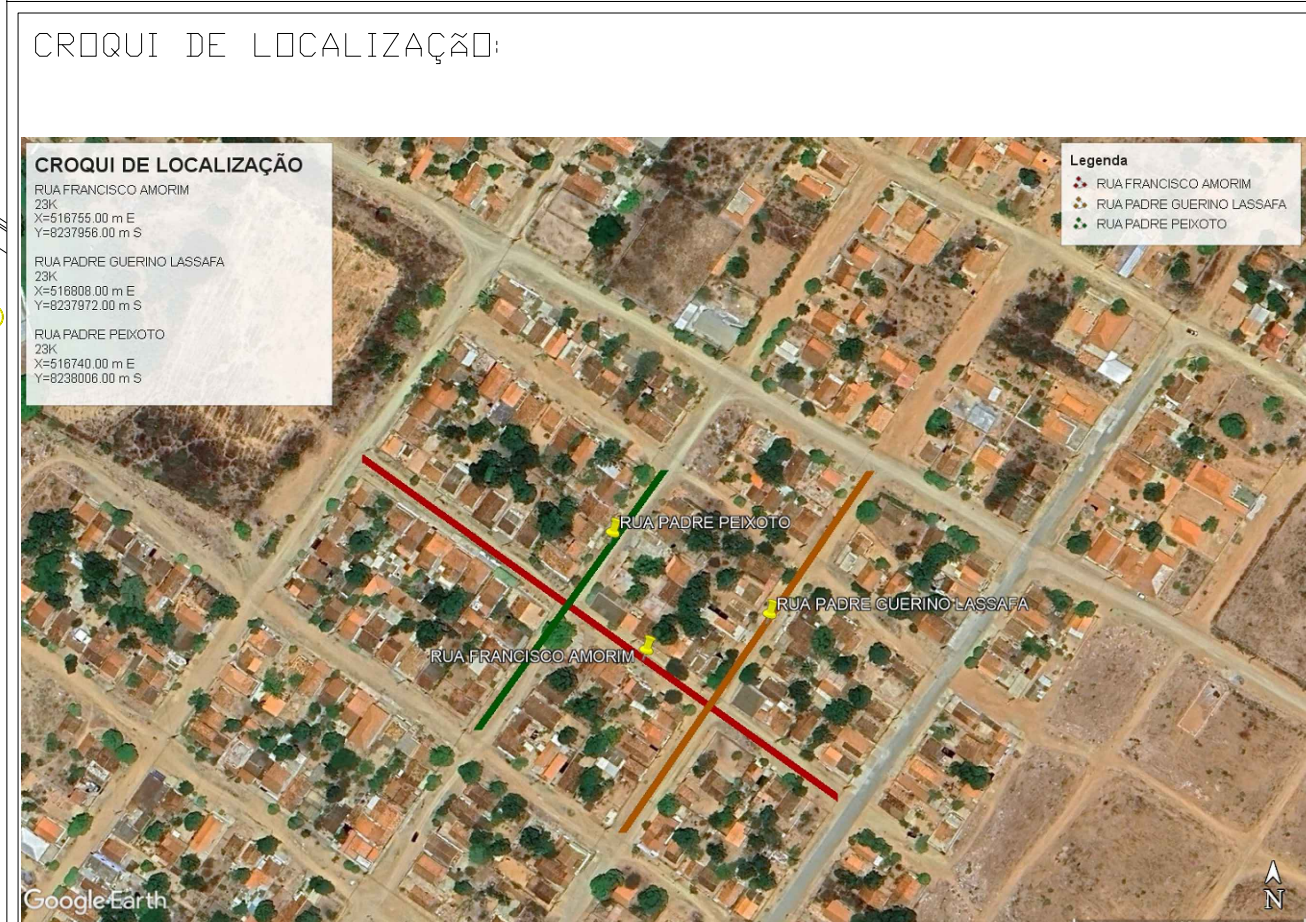 CROQUI DE LOCALIZAÇÃO:
CROQUI DE LOCALIZAÇÃO
RUA FRANCISCO AMORIM
23K
X=516755.00 m E
Y=8237956.00 m S
RUA PADRE GUERINO LASSAFA
23K
X=516808.00 m E
Y=8237972.00 m S
RUA PADRE PEIXOTO
23K
X=516740.00 m E
Y=8238006.00 m S
Legenda
RUA FRANCISCO AMORIM
RUA PADRE GUERINO LASSAFA
RUA PADRE PEIXOTO
RUA PADRE PEIXOTO
RUA PADRE GUERINO LASSAFA
RUA FRANCISCO AMORIM
Google Earth
N